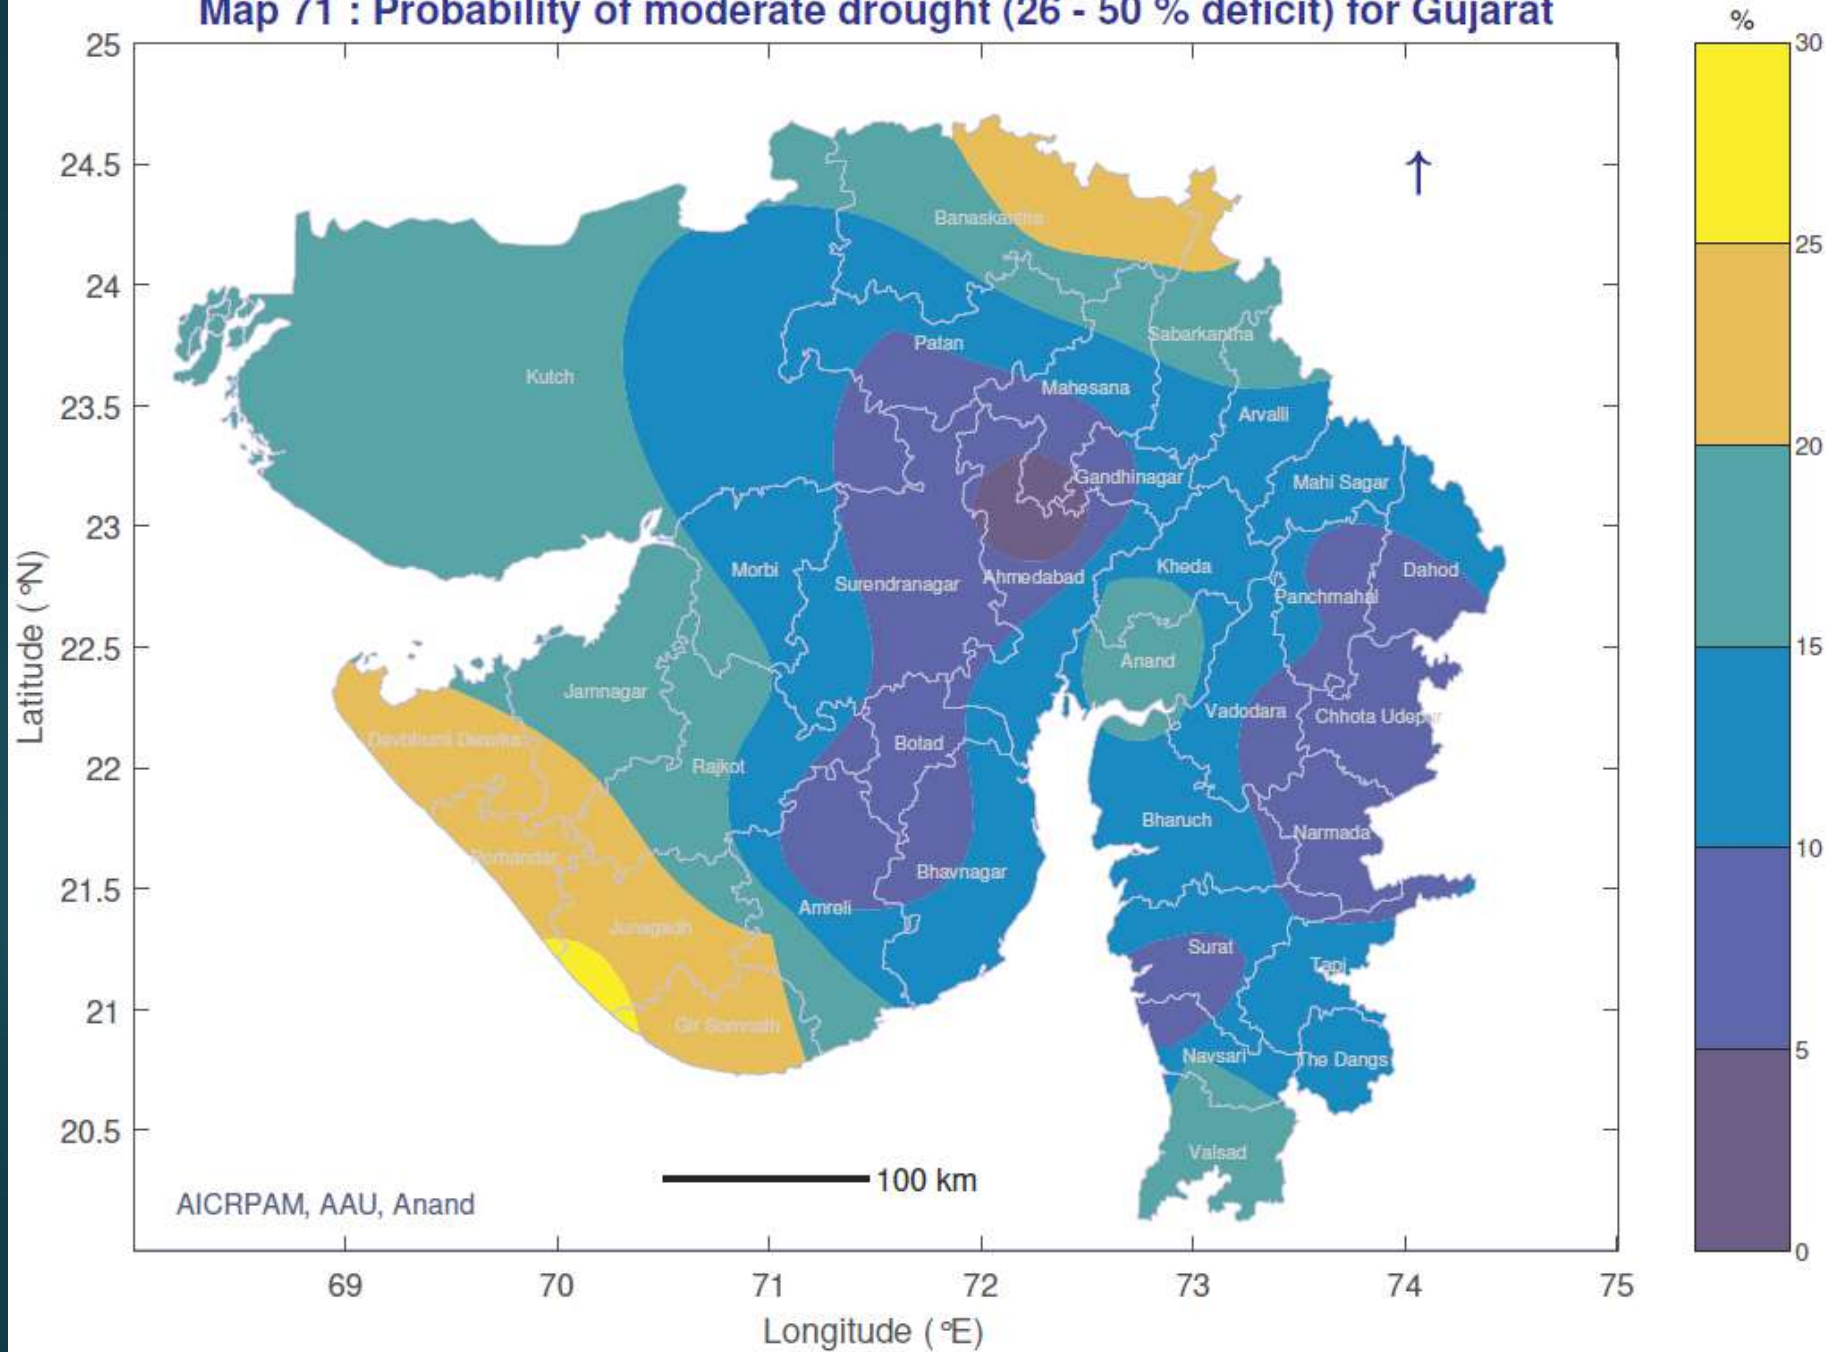 Map 71 : Probability of moderate drought (26 - 50 % deficit) for Gujarat
%
25
24.5
24
23.5
23
22.5
22
21.5
21
20.5
Latitude ( °N)
69
70
71
72
73
74
75
Longitude ( °E)
30
25
20
15
10
5
0
↑
Banaskantha
Sabarkantha
Patan
Kutch
Mahesana
Arvalli
Gandhinagar
Mahi Sagar
Morbi
Surendranagar
Ahmedabad
Kheda
Dahod
Panchmahal
Anand
Jamnagar
Vadodara
Chhota Udepur
Devbhumi Dwarka
Botad
Rajkot
Bharuch
Narmada
Bhavnagar
Amreli
Junagadh
Surat
Tapi
Gir Somnath
Navsari
The Dangs
Valsad
100 km
AICRPAM, AAU, Anand